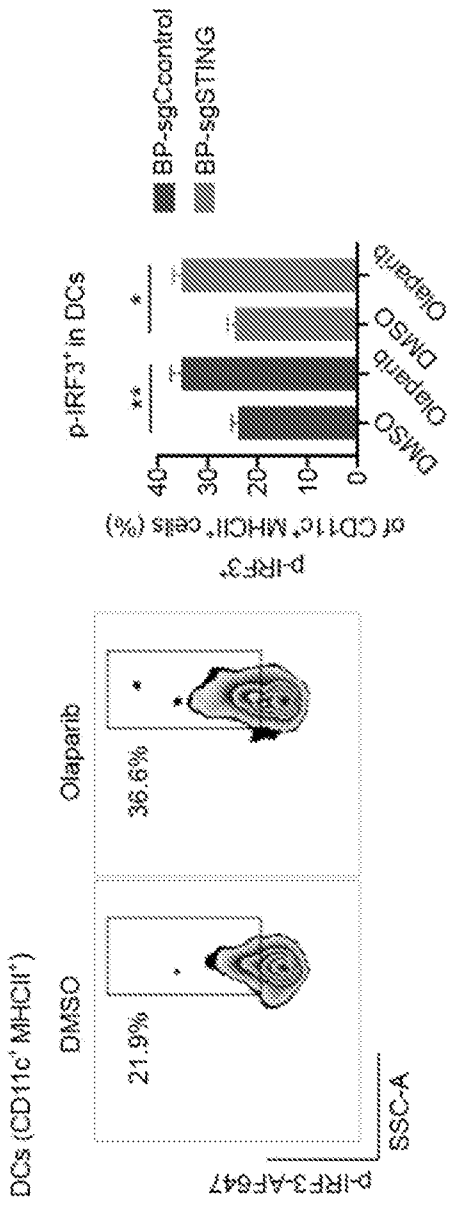 DCs (CD11c⁺ MHCII⁺)
DMSO
Olaparib
21.9%
36.6%
p-IRF3-AF647
SSC-A
p-IRF3⁺ in DCs
p-IRF3⁺
of CD11c⁺ MHCII⁺ cells (%)
40
30
20
10
0
**
*
DMSO
Olaparib
DMSO
Olaparib
BP-sgCcontrol
BP-sgSTING